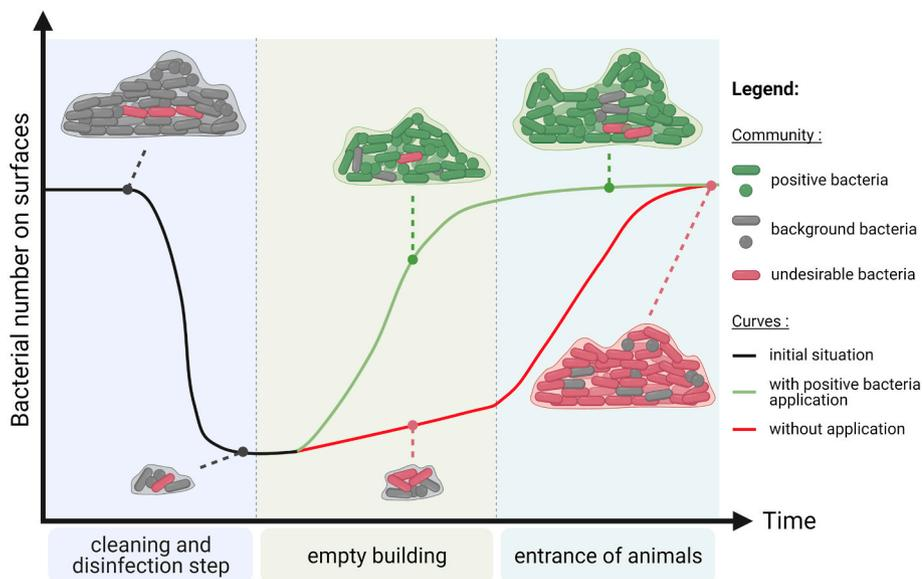 Bacterial number on surfaces
Legend:
Community :
positive bacteria
background bacteria
undesirable bacteria
Curves :
initial situation
with positive bacteria
application
without application
Time
cleaning and
disinfection step
empty building
entrance of animals